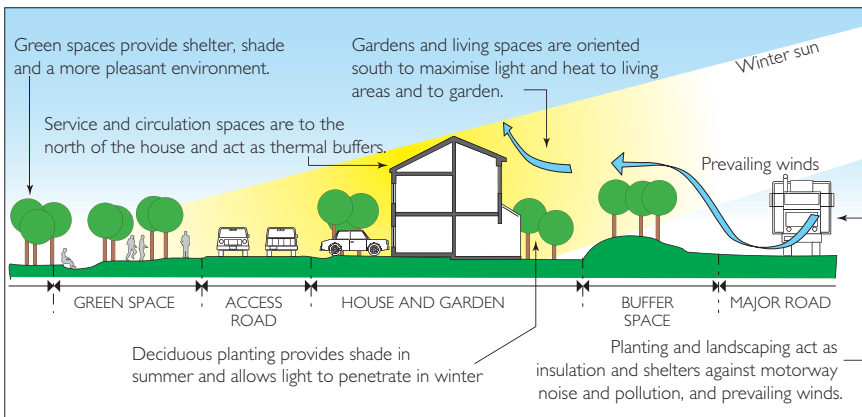 Green spaces provide shelter, shade
and a more pleasant environment.
Gardens and living spaces are oriented
south to maximise light and heat to living
areas and to garden.
Winter sun
Service and circulation spaces are to the
north of the house and act as thermal buffers.
Prevailing winds
GREEN SPACE
ACCESS
ROAD
HOUSE AND GARDEN
BUFFER
SPACE
MAJOR ROAD
Deciduous planting provides shade in
summer and allows light to penetrate in winter
Planting and landscaping act as
insulation and shelters against motorway
noise and pollution, and prevailing winds.